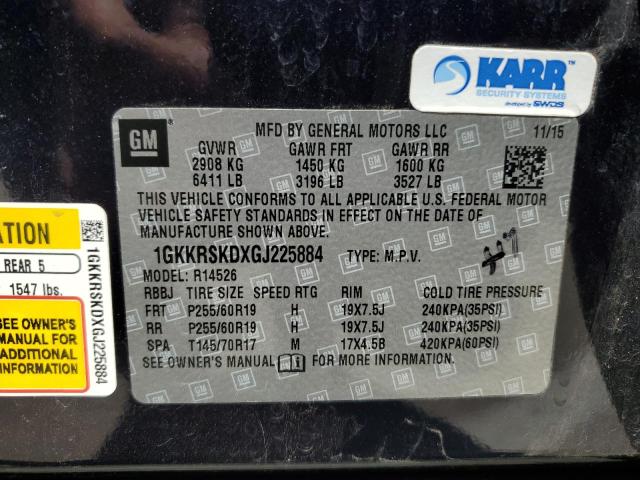 KARR
SECURITY SYSTEMS
developed by SWDS
GM
MFD BY GENERAL MOTORS LLC 11/15
GVWR GAWR FRT GAWR RR
2908 KG 1450 KG 1600 KG
6411 LB 3196 LB 3527 LB
THIS VEHICLE CONFORMS TO ALL APPLICABLE U.S. FEDERAL MOTOR
VEHICLE SAFETY STANDARDS IN EFFECT ON THE DATE OF
MANUFACTURE SHOWN ABOVE.
1GKKRSKDXGJ225884 TYPE: M.P.V.
MODEL: R14526
RBBJ TIRE SIZE SPEED RTG RIM COLD TIRE PRESSURE
FRT P255/60R19 H 19X7.5J 240KPA(35PSI)
RR P255/60R19 H 19X7.5J 240KPA(35PSI)
SPA T145/70R17 M 17X4.5B 420KPA(60PSI)
SEE OWNER'S MANUAL FOR MORE INFORMATION.
ATION
REAR 5
1547 lbs.
SEE OWNER'S
MANUAL FOR
ADDITIONAL
INFORMATION
1GKKRSKDXGJ225884